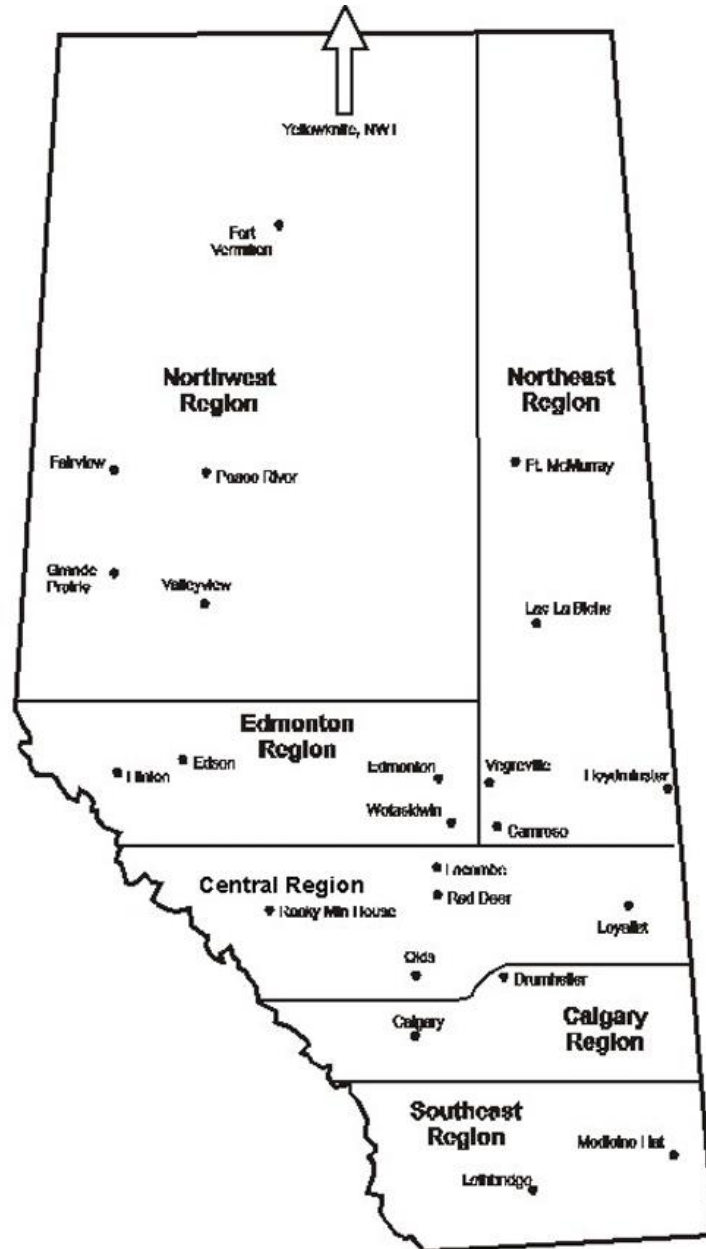 Yellowknife, NWT
Fort
Vermilion
Northwest
Region
Northeast
Region
Fairview
Peace River
Ft. McMurray
Grande
Prairie
Valleyview
Lac La Biche
Edmonton
Region
Hinton
Edson
Edmonton
Vegreville
Lloydminster
Wetaskiwin
Camrose
Lacombe
Central Region
Red Deer
Rocky Mtn House
Loyalist
Olds
Drumheller
Calgary
Calgary
Region
Southeast
Region
Medicine Hat
Lethbridge